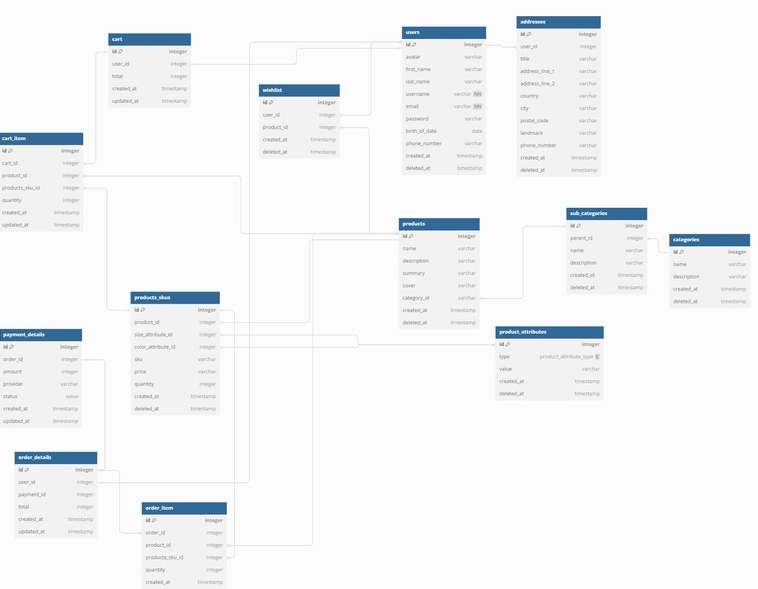 cart
id integer
user_id integer
total integer
created_at timestamp
updated_at timestamp
users
id integer
avatar varchar
first_name varchar
last_name varchar
username varchar NN
email varchar NN
password varchar
birth_of_date date
phone_number varchar
created_at timestamp
deleted_at timestamp
addresses
id integer
user_id integer
title varchar
address_line_1 varchar
address_line_2 varchar
country varchar
city varchar
postal_code varchar
landmark varchar
phone_number varchar
created_at timestamp
deleted_at timestamp
wishlist
id integer
user_id integer
product_id integer
created_at timestamp
deleted_at timestamp
cart_item
id integer
cart_id integer
product_id integer
products_sku_id integer
quantity integer
created_at timestamp
updated_at timestamp
products
id integer
name varchar
description varchar
summary varchar
cover varchar
category_id varchar
created_at timestamp
deleted_at timestamp
sub_categories
id integer
parent_id integer
name varchar
description varchar
created_at timestamp
deleted_at timestamp
categories
id integer
name varchar
description varchar
created_at timestamp
deleted_at timestamp
products_skus
id integer
product_id integer
size_attribute_id integer
color_attribute_id integer
sku varchar
price varchar
quantity integer
created_at timestamp
deleted_at timestamp
product_attributes
id integer
type product_attribute_type E
value varchar
created_at timestamp
deleted_at timestamp
payment_details
id integer
order_id integer
amount integer
provider varchar
status value
created_at timestamp
updated_at timestamp
order_details
id integer
user_id integer
payment_id integer
total integer
created_at timestamp
updated_at timestamp
order_item
id integer
order_id integer
product_id integer
products_sku_id integer
quantity integer
created_at timestamp